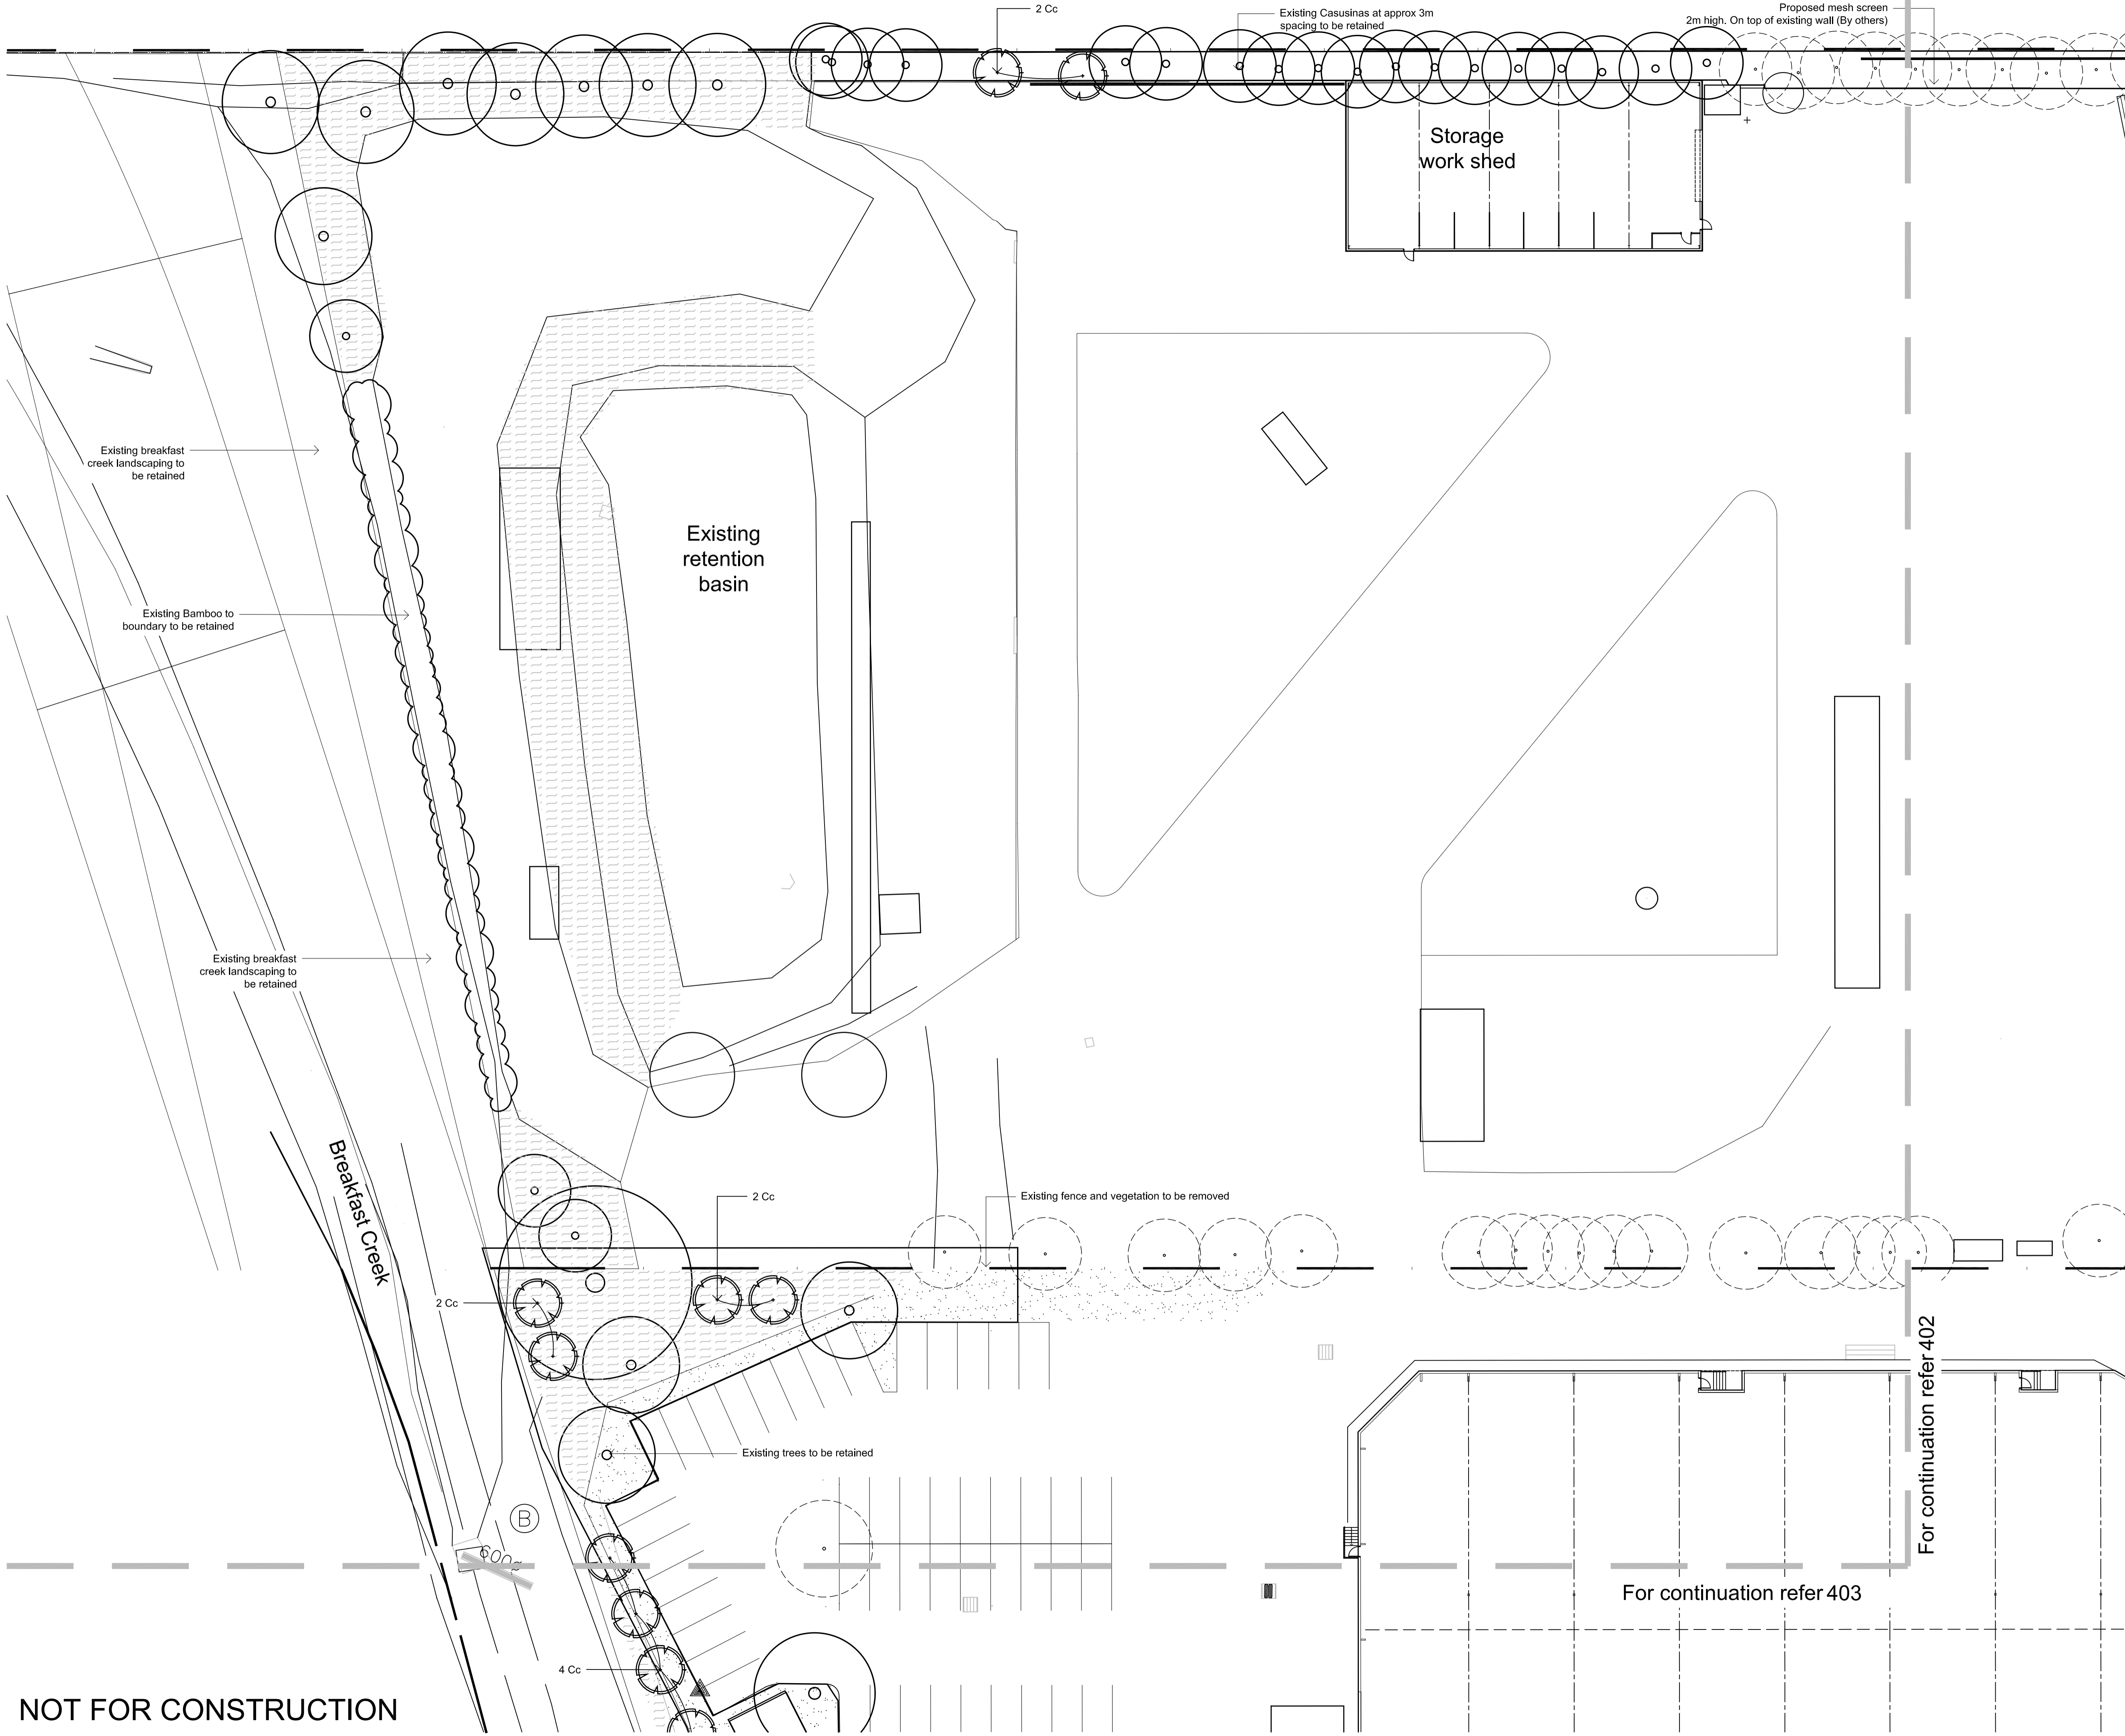 2 Cc
Existing Casusinas at approx 3m
spacing to be retained
Proposed mesh screen
2m high. On top of existing wall (By others)
Storage
work shed
Existing breakfast
creek landscaping to
be retained
Existing
retention
basin
Existing Bamboo to
boundary to be retained
Existing breakfast
creek landscaping to
be retained
Breakfast Creek
2 Cc
Existing fence and vegetation to be removed
2 Cc
For continuation refer 402
Existing trees to be retained
B
600⌀
For continuation refer 403
4 Cc
NOT FOR CONSTRUCTION